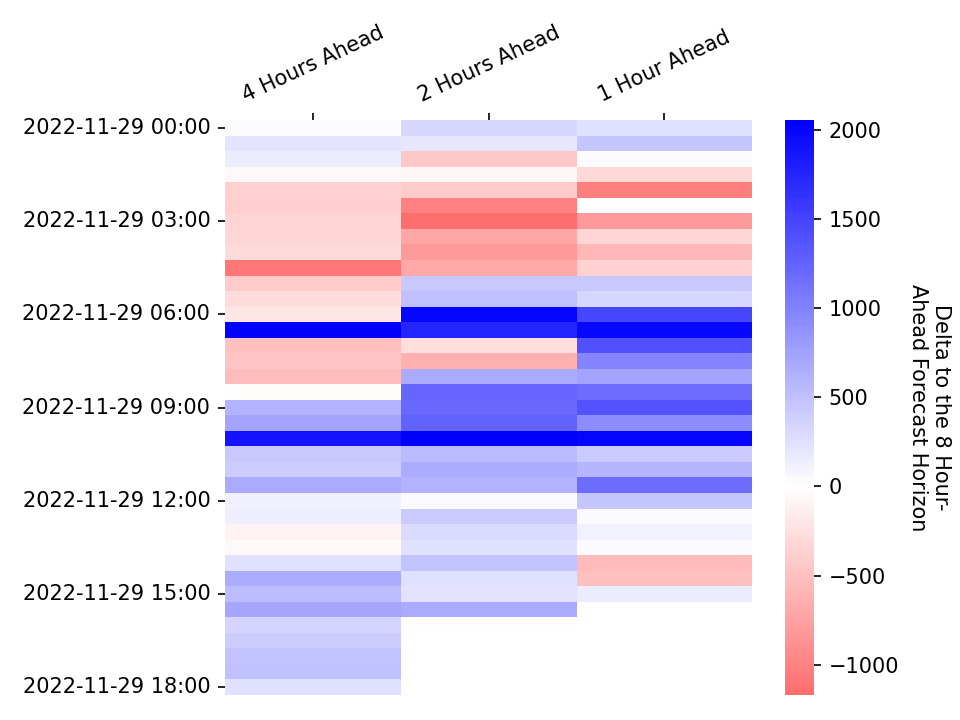 4 Hours Ahead
2 Hours Ahead
1 Hour Ahead
2022-11-29 00:00
2022-11-29 03:00
2022-11-29 06:00
2022-11-29 09:00
2022-11-29 12:00
2022-11-29 15:00
2022-11-29 18:00
2000
1500
1000
500
0
−500
−1000
Delta to the 8 Hour-
Ahead Forecast Horizon